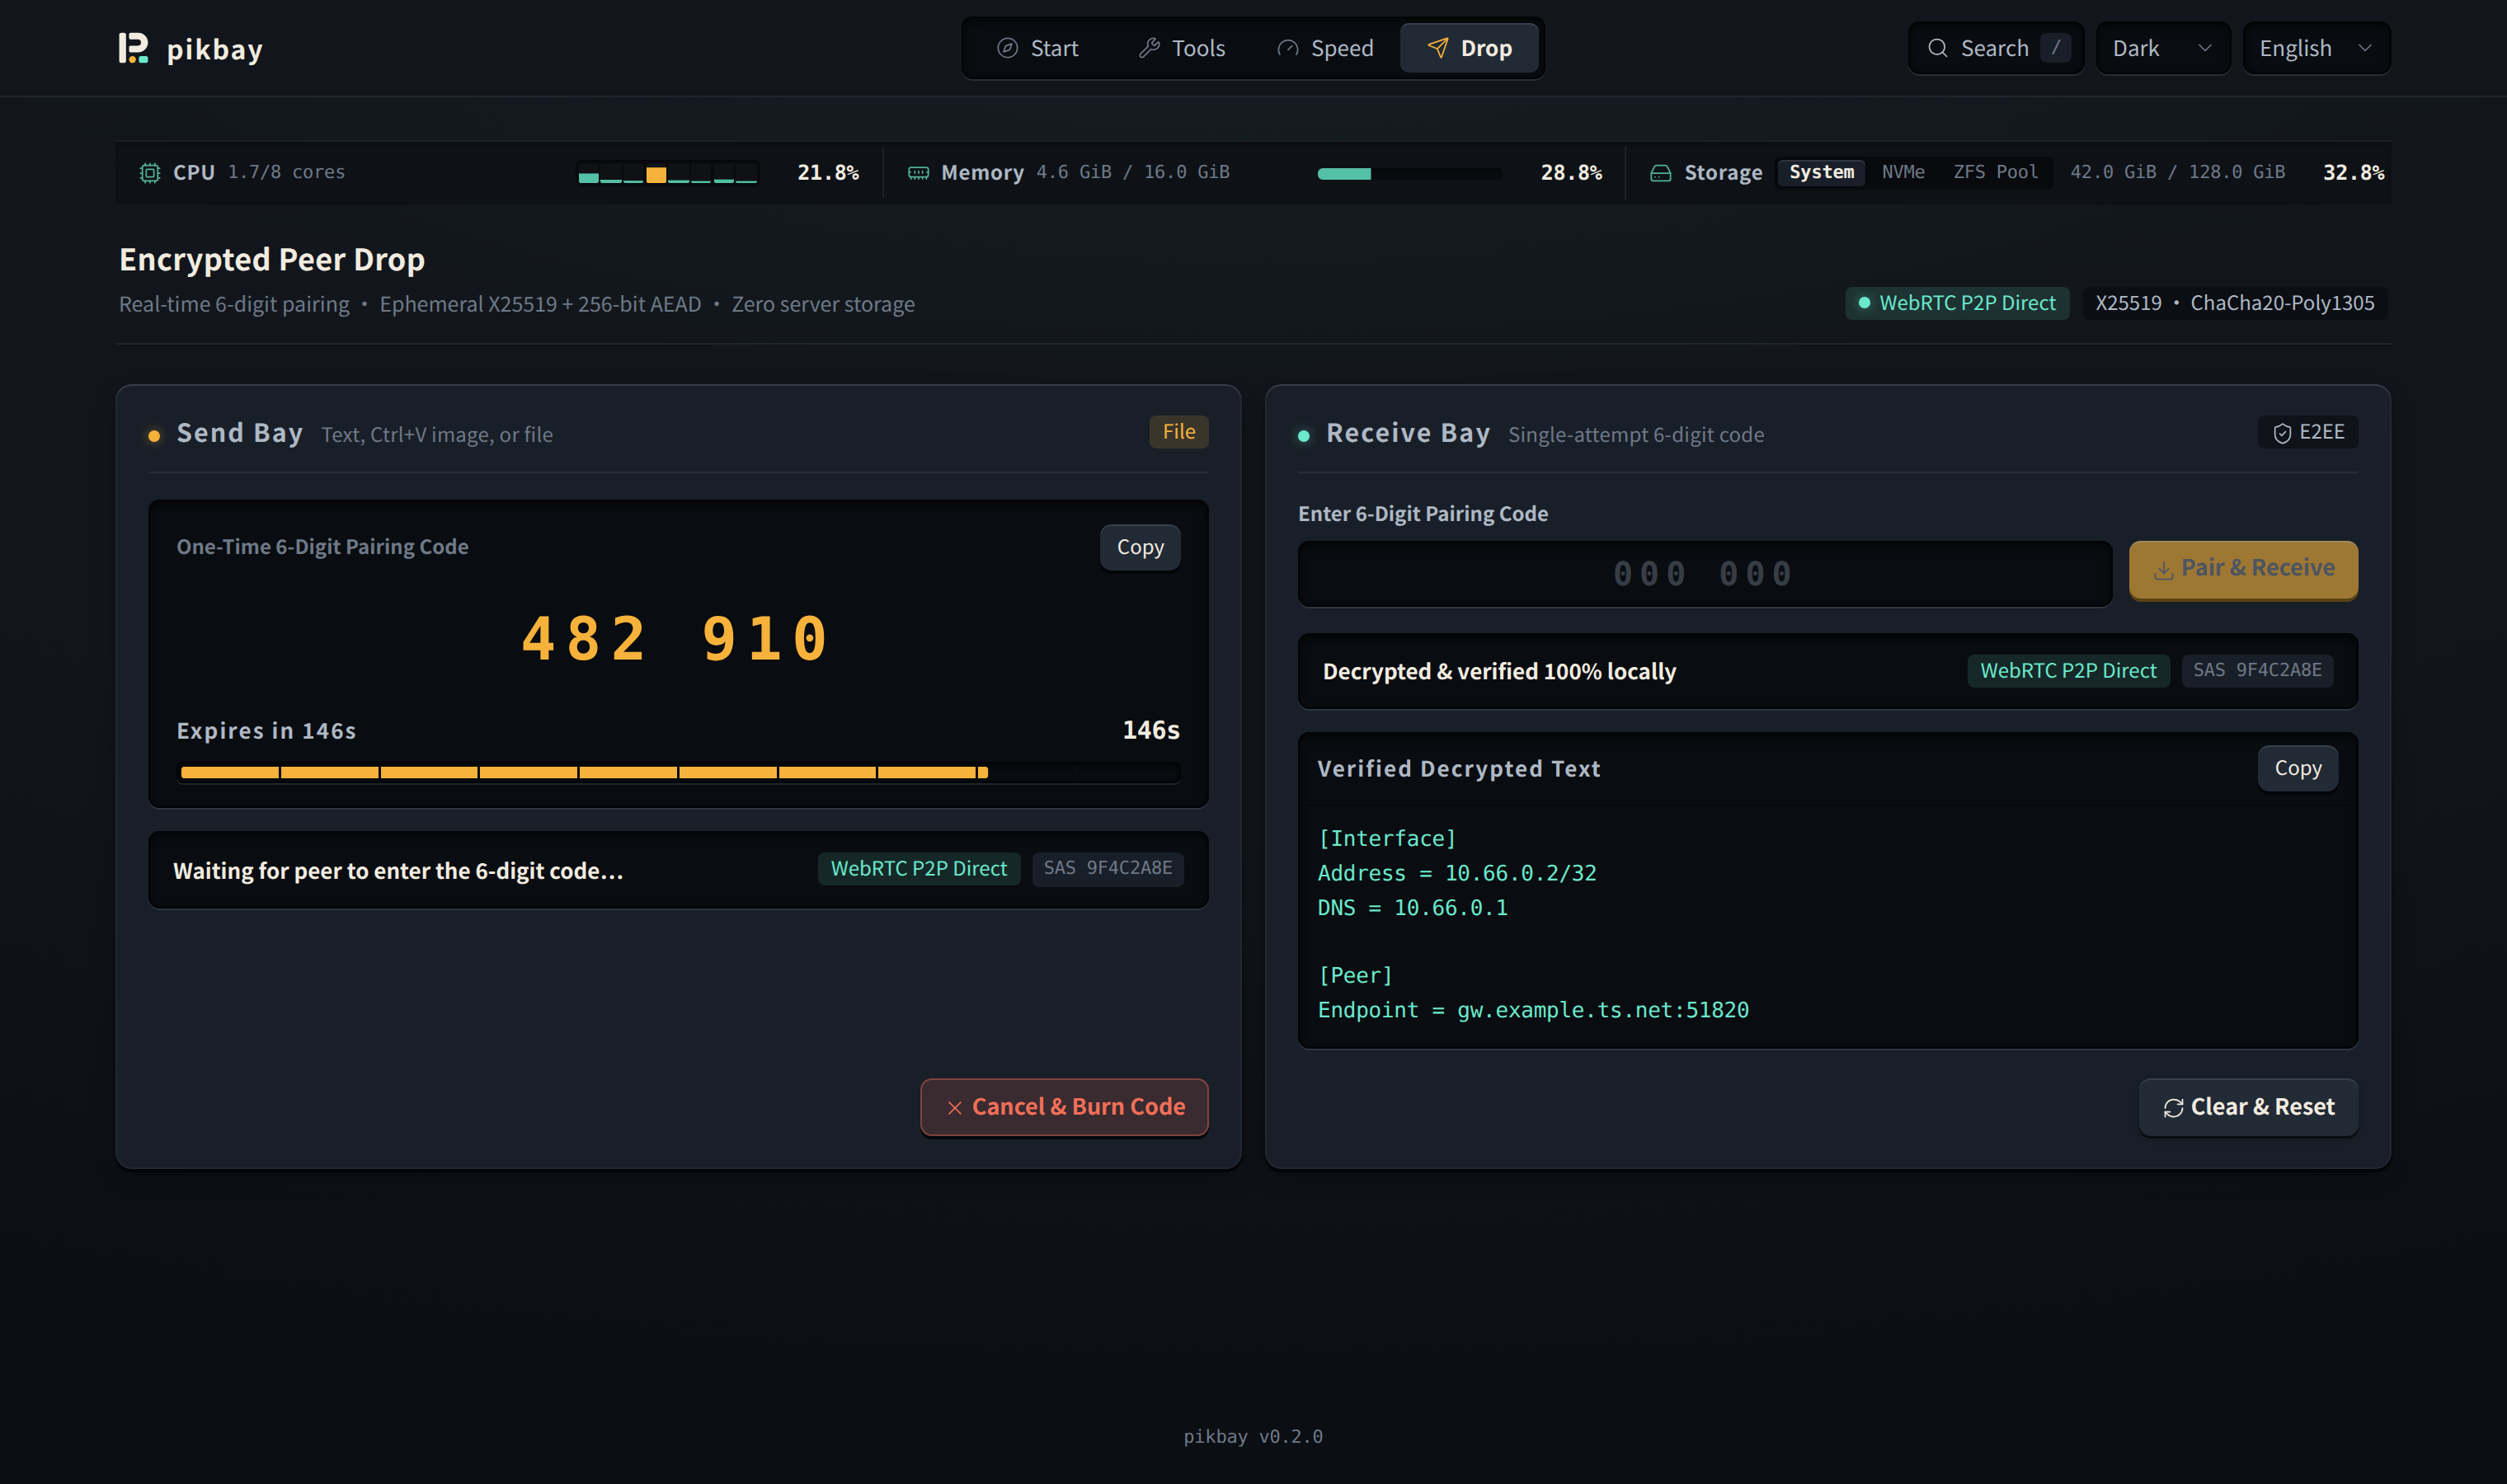 pikbay
Start Tools Speed Drop
Search / Dark English
CPU 1.7/8 cores 21.8% Memory 4.6 GiB / 16.0 GiB 28.8% Storage System NVMe ZFS Pool 42.0 GiB / 128.0 GiB 32.8%
Encrypted Peer Drop
Real-time 6-digit pairing • Ephemeral X25519 + 256-bit AEAD • Zero server storage
WebRTC P2P Direct X25519 • ChaCha20-Poly1305
Send Bay Text, Ctrl+V image, or file File
One-Time 6-Digit Pairing Code Copy
482 910
Expires in 146s 146s
Waiting for peer to enter the 6-digit code... WebRTC P2P Direct SAS 9F4C2A8E
Cancel & Burn Code
Receive Bay Single-attempt 6-digit code E2EE
Enter 6-Digit Pairing Code
000 000 Pair & Receive
Decrypted & verified 100% locally WebRTC P2P Direct SAS 9F4C2A8E
Verified Decrypted Text Copy
[Interface]
Address = 10.66.0.2/32
DNS = 10.66.0.1
[Peer]
Endpoint = gw.example.ts.net:51820
Clear & Reset
pikbay v0.2.0